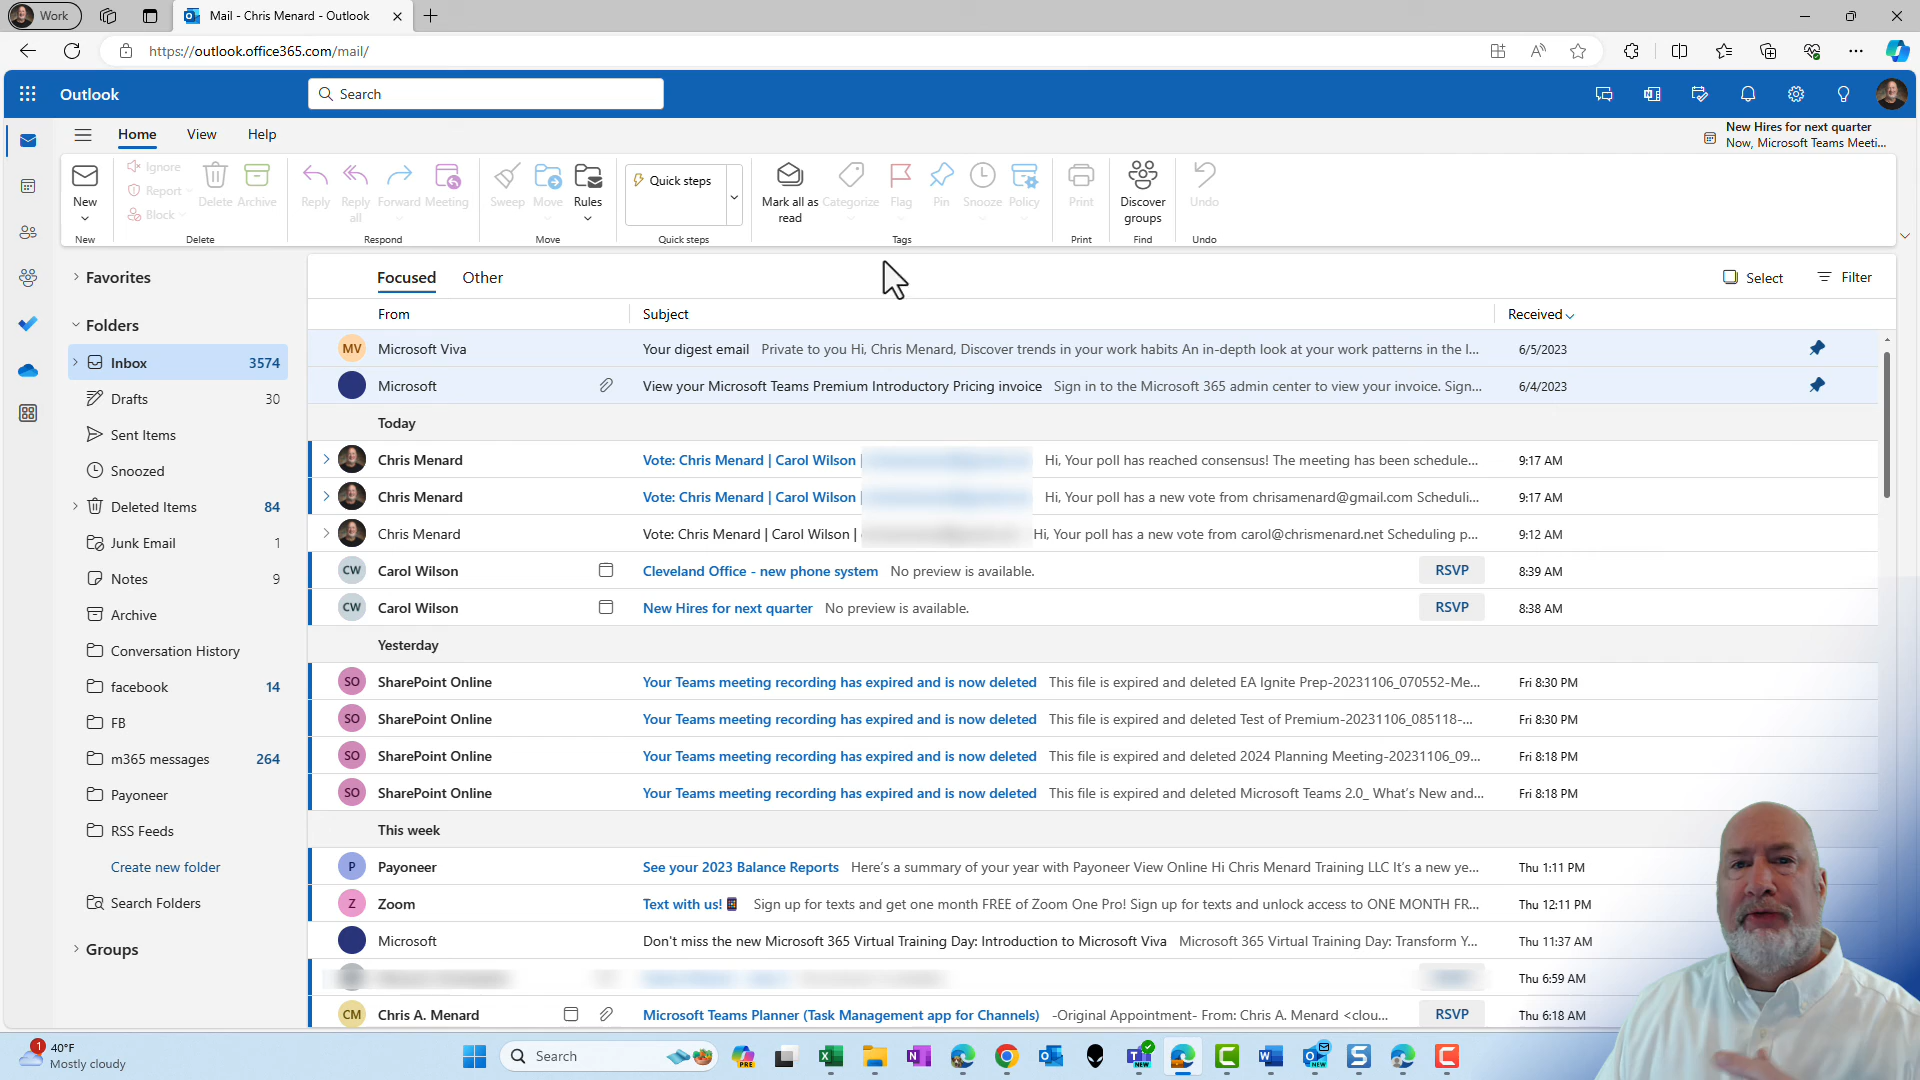 Work
Mail - Chris Menard - Outlook
https://outlook.office365.com/mail/
Outlook
Search
Home View Help
New Hires for next quarter
Now, Microsoft Teams Meeti...
New
Ignore
Report
Block
Delete Archive
Reply Reply all Forward Meeting
Sweep Move Rules
Quick steps
Mark all as read Categorize Flag Pin Snooze Policy
Print
Discover groups
Undo
New Delete Respond Move Quick steps Tags Print Find Undo
Favorites
Folders
Inbox 3574
Drafts 30
Sent Items
Snoozed
Deleted Items 84
Junk Email 1
Notes 9
Archive
Conversation History
facebook 14
FB
m365 messages 264
Payoneer
RSS Feeds
Create new folder
Search Folders
Groups
Focused Other Select Filter
From Subject Received
MV Microsoft Viva Your digest email Private to you Hi, Chris Menard, Discover trends in your work habits An in-depth look at your work patterns in the l... 6/5/2023
Microsoft View your Microsoft Teams Premium Introductory Pricing invoice Sign in to the Microsoft 365 admin center to view your invoice. Sign... 6/4/2023
Today
Chris Menard Vote: Chris Menard | Carol Wilson | Hi, Your poll has reached consensus! The meeting has been schedule... 9:17 AM
Chris Menard Vote: Chris Menard | Carol Wilson | Hi, Your poll has a new vote from chrisamenard@gmail.com Scheduli... 9:17 AM
Chris Menard Vote: Chris Menard | Carol Wilson | Hi, Your poll has a new vote from carol@chrismenard.net Scheduling p... 9:12 AM
CW Carol Wilson Cleveland Office - new phone system No preview is available. RSVP 8:39 AM
CW Carol Wilson New Hires for next quarter No preview is available. RSVP 8:38 AM
Yesterday
SO SharePoint Online Your Teams meeting recording has expired and is now deleted This file is expired and deleted EA Ignite Prep-20231106_070552-Me... Fri 8:30 PM
SO SharePoint Online Your Teams meeting recording has expired and is now deleted This file is expired and deleted Test of Premium-20231106_085118-... Fri 8:30 PM
SO SharePoint Online Your Teams meeting recording has expired and is now deleted This file is expired and deleted 2024 Planning Meeting-20231106_09... Fri 8:18 PM
SO SharePoint Online Your Teams meeting recording has expired and is now deleted This file is expired and deleted Microsoft Teams 2.0_ What's New and... Fri 8:18 PM
This week
P Payoneer See your 2023 Balance Reports Here's a summary of your year with Payoneer View Online Hi Chris Menard Training LLC It's a new ye... Thu 1:11 PM
Z Zoom Text with us! Sign up for texts and get one month FREE of Zoom One Pro! Sign up for texts and unlock access to ONE MONTH FR... Thu 12:11 PM
Microsoft Don't miss the new Microsoft 365 Virtual Training Day: Introduction to Microsoft Viva Microsoft 365 Virtual Training Day: Transform Y... Thu 11:37 AM
Thu 6:59 AM
CM Chris A. Menard Microsoft Teams Planner (Task Management app for Channels) -Original Appointment- From: Chris A. Menard <clou... RSVP Thu 6:18 AM
1
40°F
Mostly cloudy
Search
PRE
NEW
NEW